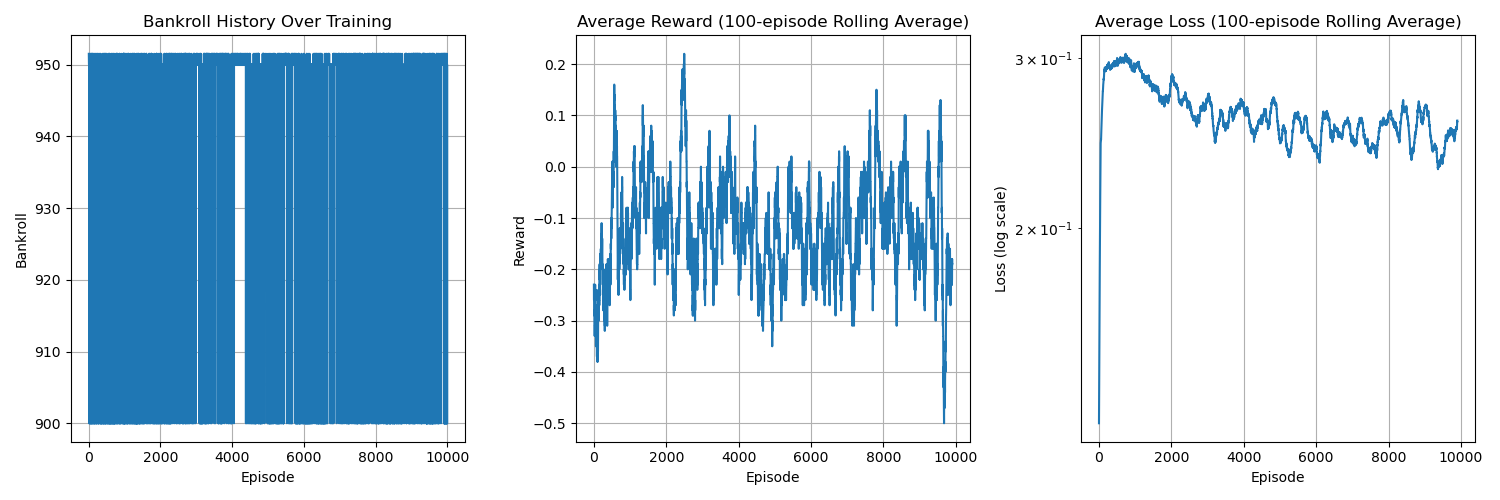 Bankroll History Over Training
950
940
930
920
910
900
Bankroll
0 2000 4000 6000 8000 10000
Episode
Average Reward (100-episode Rolling Average)
0.2
0.1
0.0
−0.1
−0.2
−0.3
−0.4
−0.5
Reward
0 2000 4000 6000 8000 10000
Episode
Average Loss (100-episode Rolling Average)
3 × 10⁻¹
2 × 10⁻¹
Loss (log scale)
0 2000 4000 6000 8000 10000
Episode